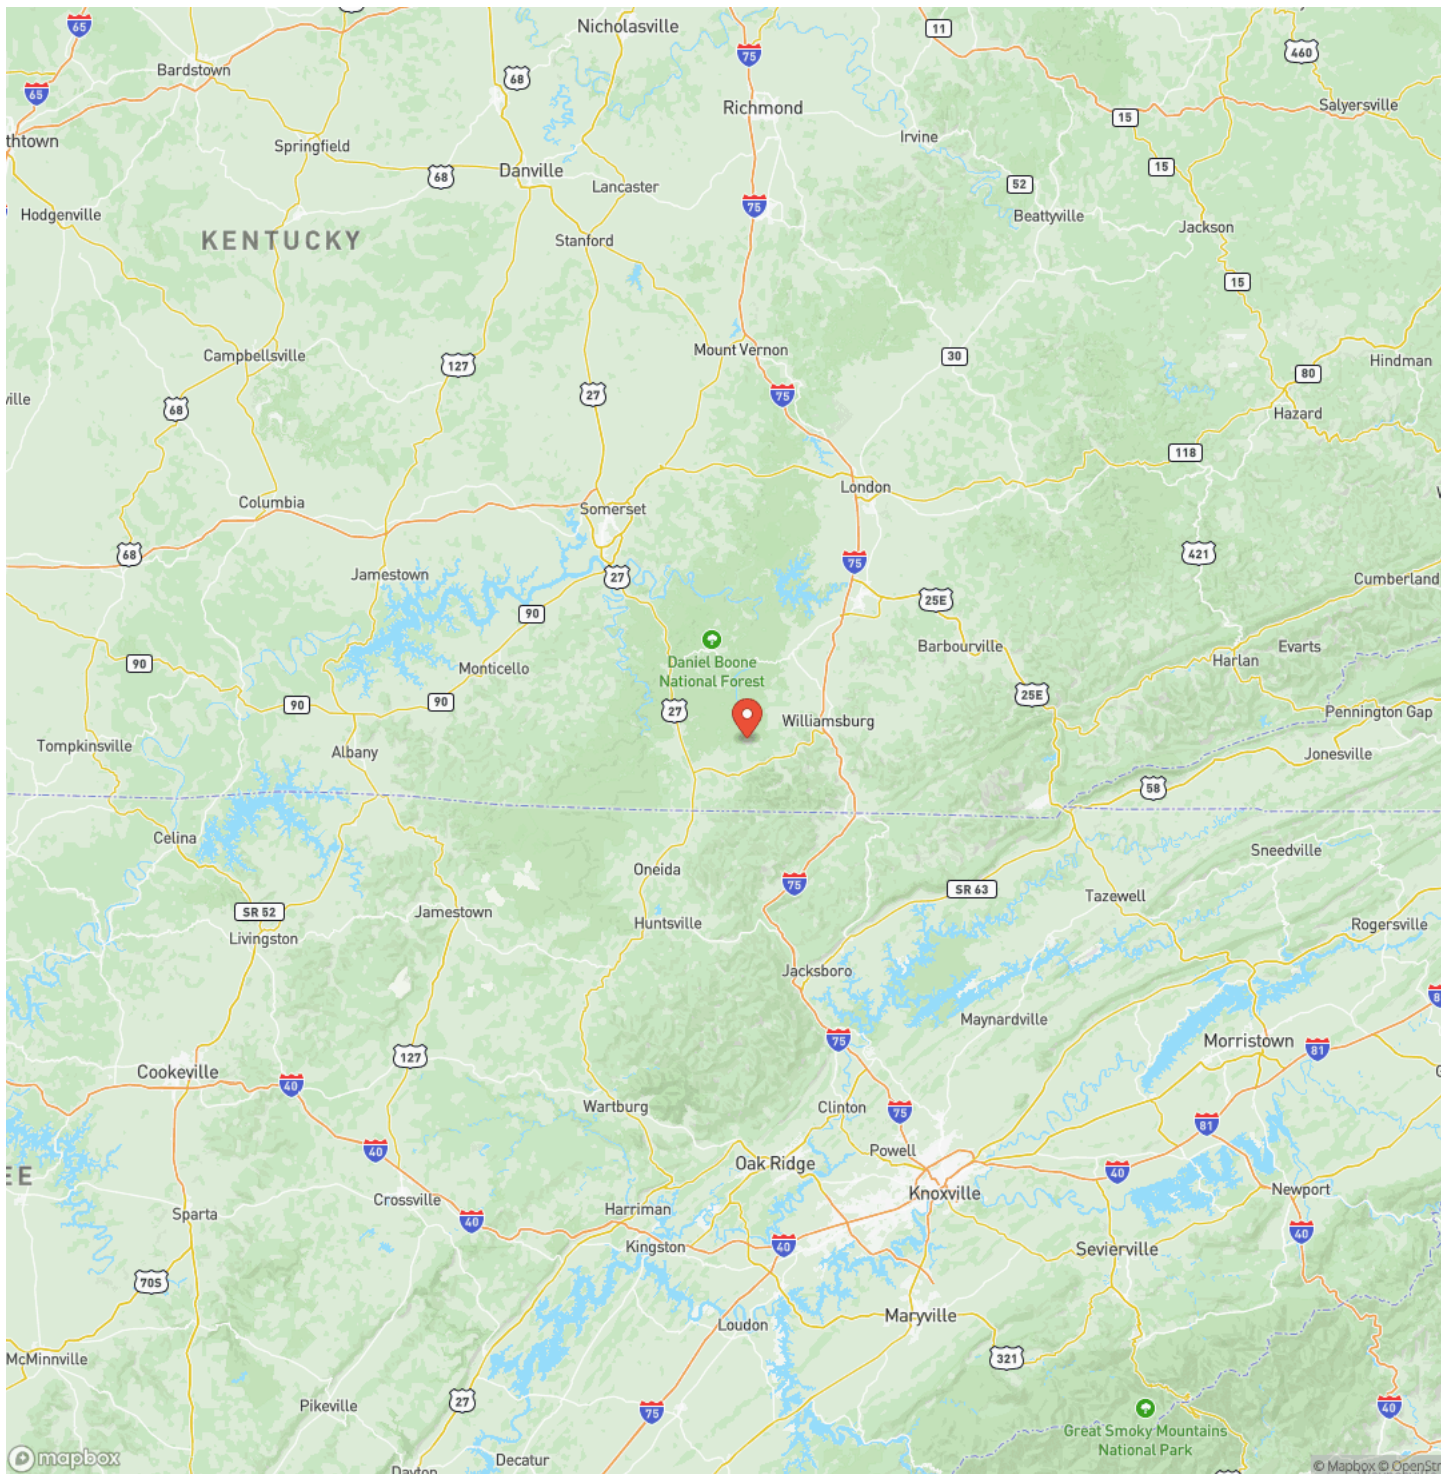 65
Nicholasville
11
460
Bardstown
68
75
65
Richmond
Salyersville
15
thtown
Springfield
Irvine
68
Danville
15
Lancaster
52
75
Hodgenville
Beattyville
Jackson
KENTUCKY
Stanford
15
Mount Vernon
Campbellsville
30
Hindman
127
80
ville
68
27
75
Hazard
118
London
Columbia
Somerset
68
421
75
Jamestown
27
Cumberland
25E
90
Daniel Boone
National Forest
Barbourville
Evarts
90
Monticello
Harlan
25E
90
90
27
Williamsburg
Pennington Gap
Tompkinsville
Albany
Jonesville
58
Celina
Sneedville
Oneida
75
SR 63
Tazewell
SR 52
Jamestown
Huntsville
Rogersville
Livingston
Jacksboro
8
Maynardville
75
Morristown
81
127
Cookeville
40
Wartburg
Clinton
75
81
40
Powell
Oak Ridge
40
EE
Knoxville
Newport
Crossville
Harriman
Sparta
40
40
Kingston
40
Sevierville
70S
Maryville
Loudon
McMinnville
321
27
Pikeville
75
40
Great Smoky Mountains
National Park
mapbox
Decatur
Dayton
© Mapbox © OpenStr